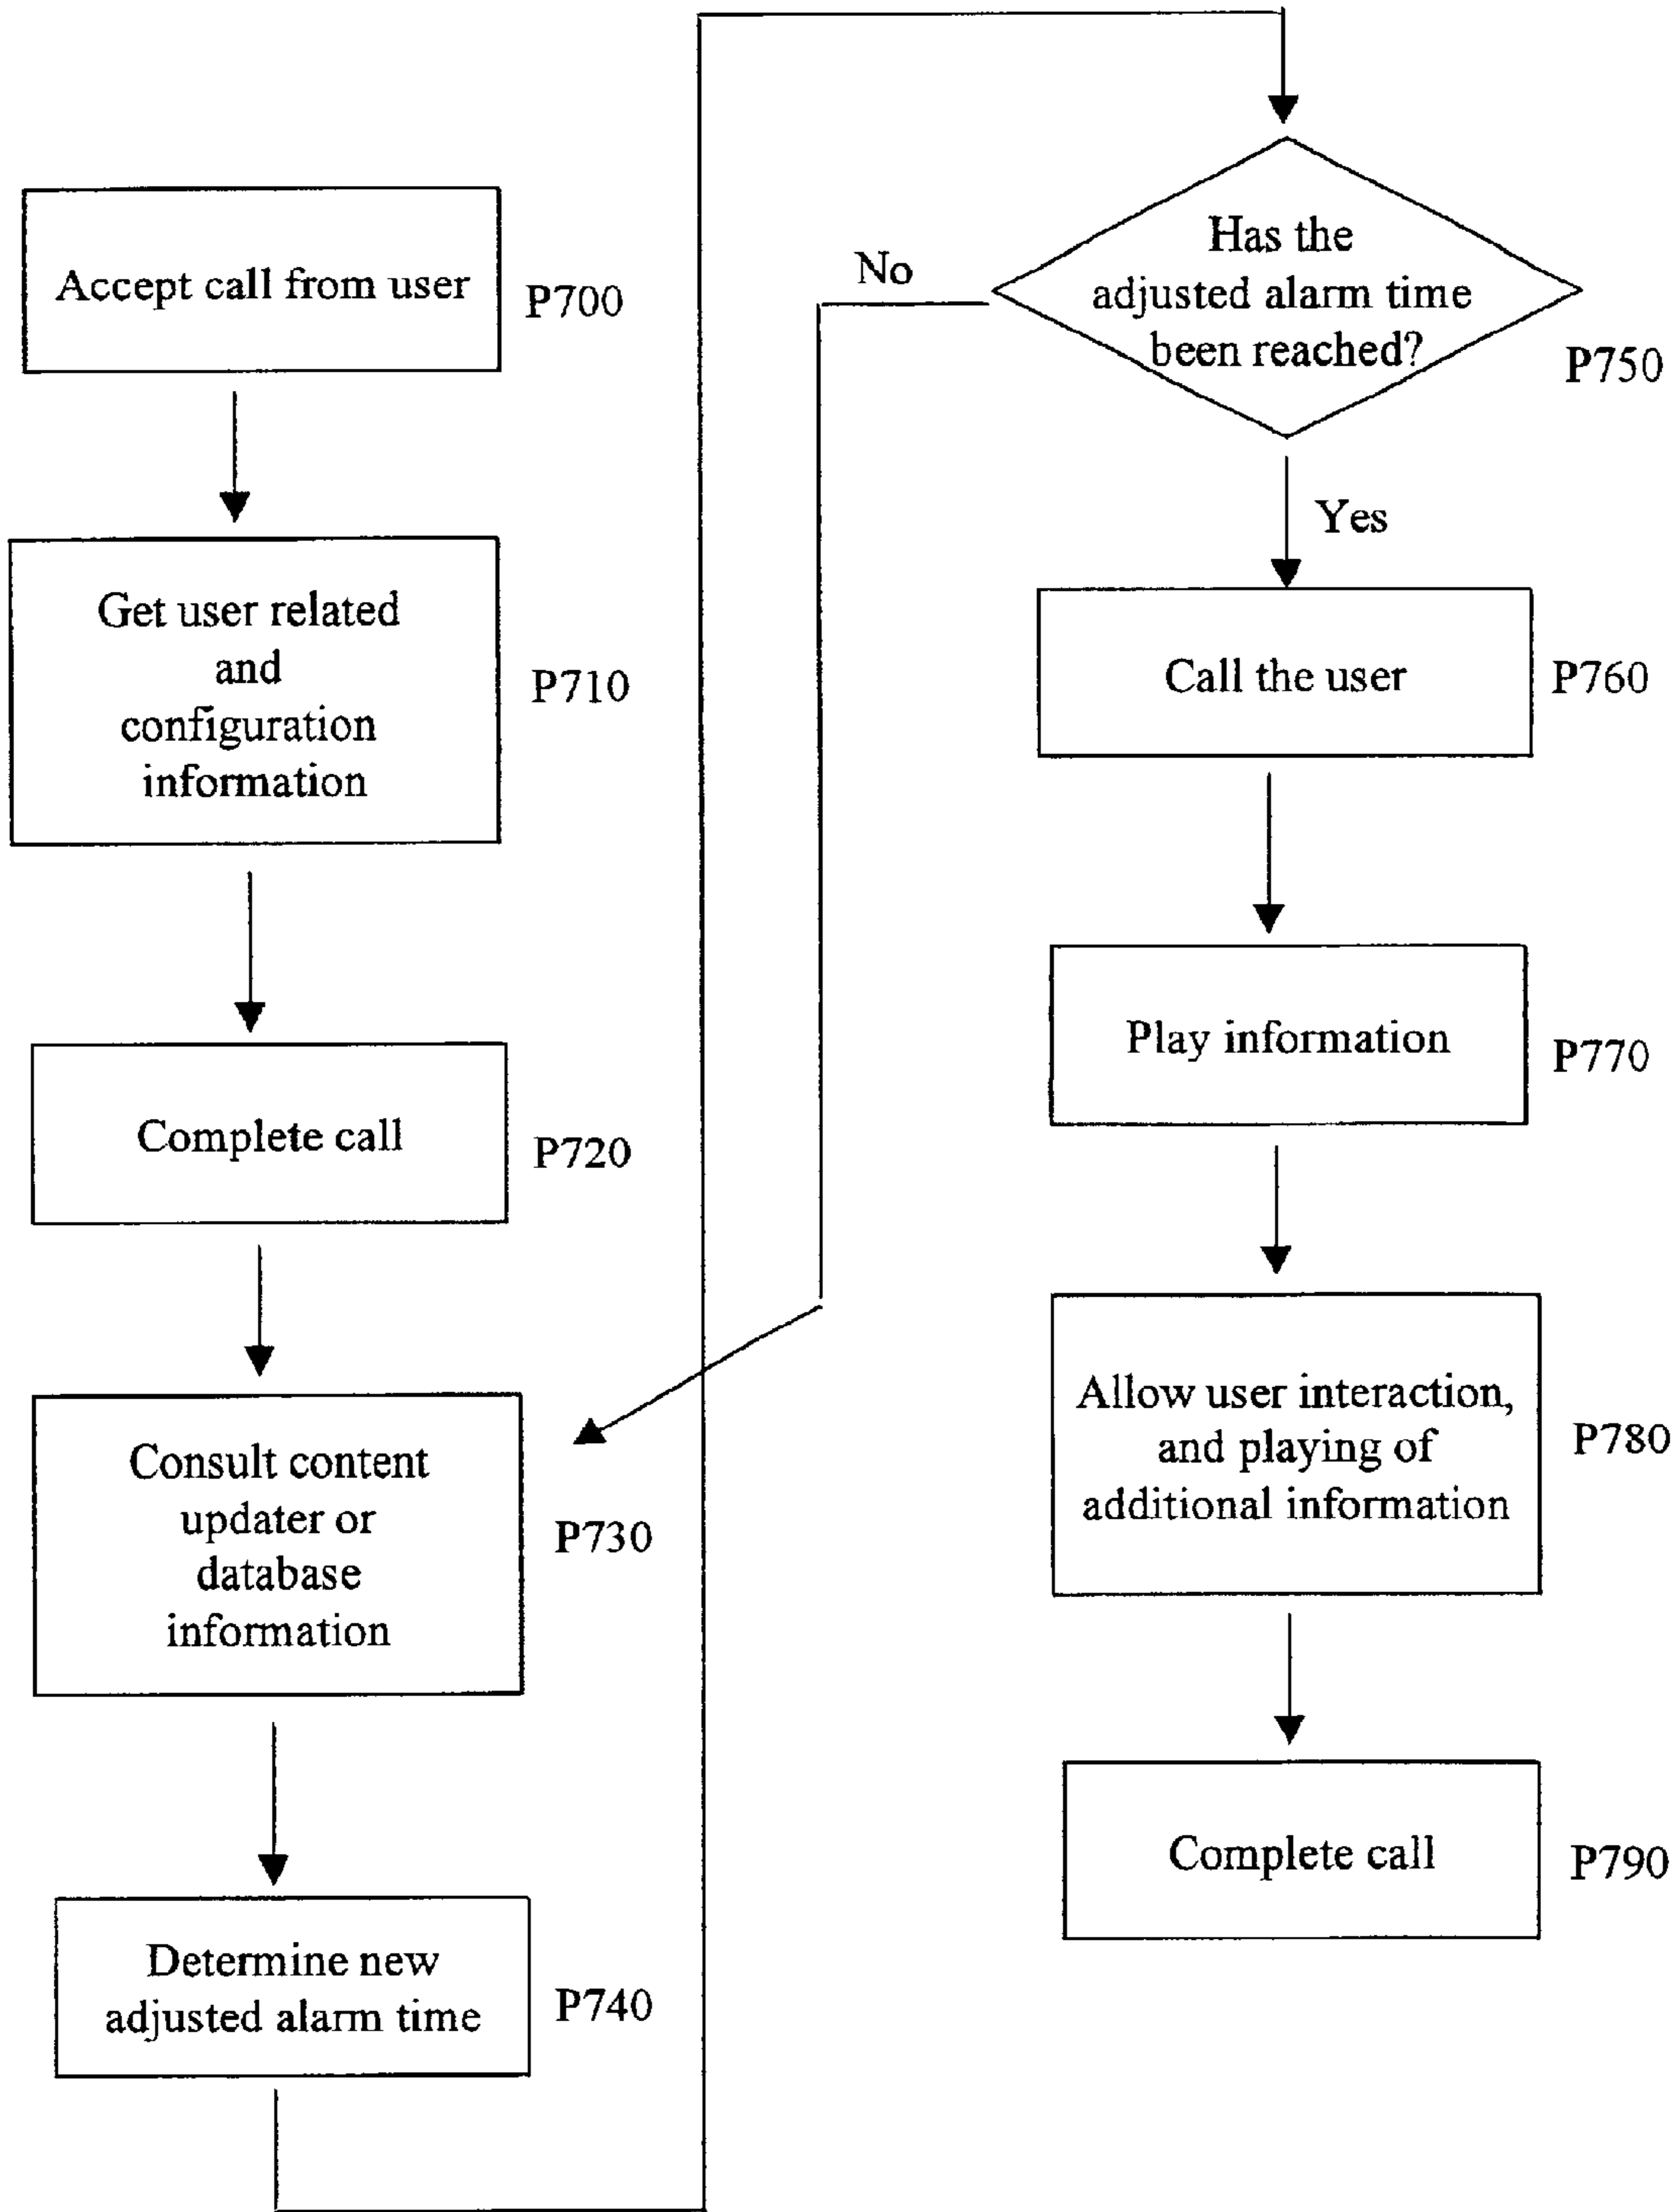 Accept call from user
P700
Get user related
and
configuration
information
P710
Complete call
P720
Consult content
updater or
database
information
P730
Determine new
adjusted alarm time
P740
Has the
adjusted alarm time
been reached?
P750
No
Yes
Call the user
P760
Play information
P770
Allow user interaction,
and playing of
additional information
P780
Complete call
P790